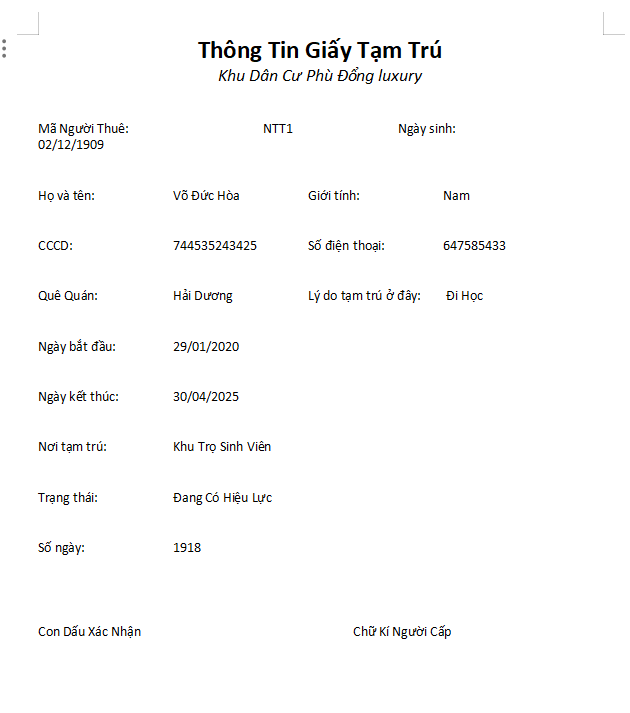 Thông Tin Giấy Tạm Trú
Khu Dân Cư Phù Đổng luxury
Mã Người Thuê: NTT1 Ngày sinh:
02/12/1909
Họ và tên: Võ Đức Hòa Giới tính: Nam
CCCD: 744535243425 Số điện thoại: 647585433
Quê Quán: Hải Dương Lý do tạm trú ở đây: Đi Học
Ngày bắt đầu: 29/01/2020
Ngày kết thúc: 30/04/2025
Nơi tạm trú: Khu Trọ Sinh Viên
Trạng thái: Đang Có Hiệu Lực
Số ngày: 1918
Con Dấu Xác Nhận Chữ Kí Người Cấp